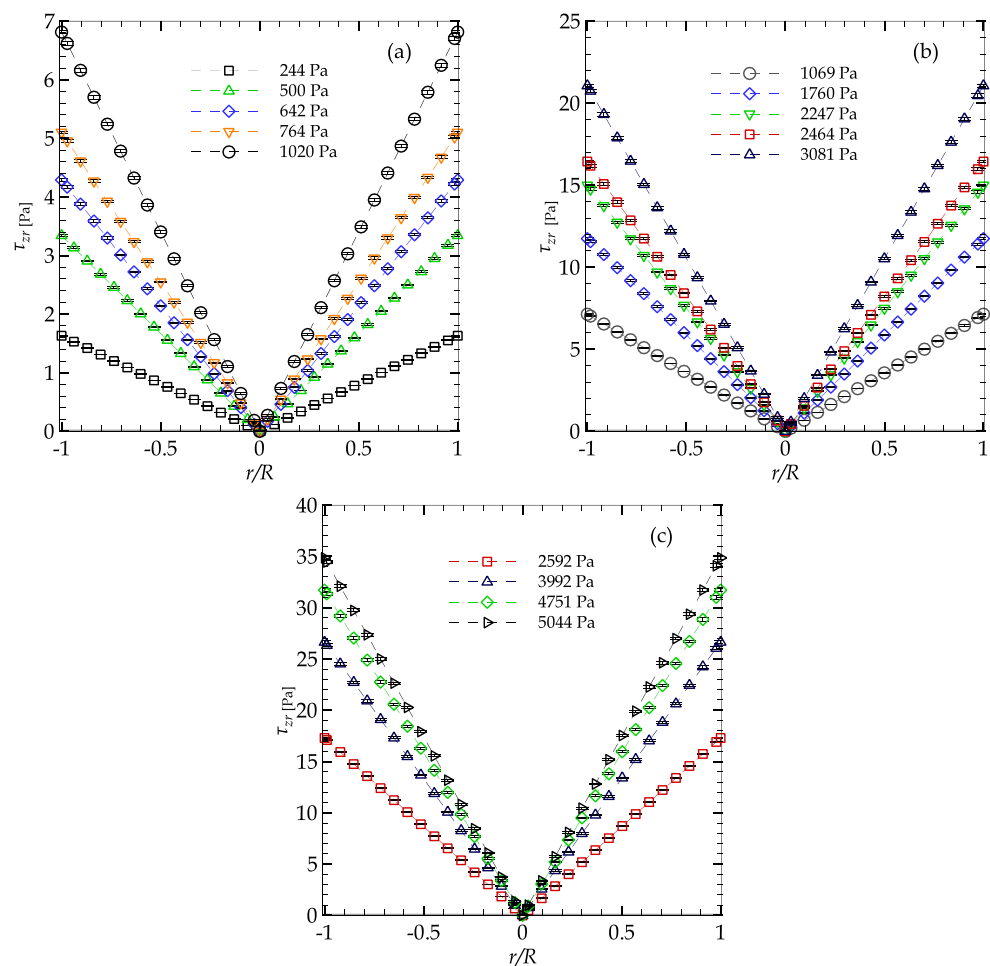 (a)
7
6
5
4
3
2
1
0
τzr [Pa]
244 Pa
500 Pa
642 Pa
764 Pa
1020 Pa
-1 -0.5 0 0.5 1
r/R
(b)
25
20
15
10
5
0
τzr [Pa]
1069 Pa
1760 Pa
2247 Pa
2464 Pa
3081 Pa
-1 -0.5 0 0.5 1
r/R
(c)
40
35
30
25
20
15
10
5
0
τzr [Pa]
2592 Pa
3992 Pa
4751 Pa
5044 Pa
-1 -0.5 0 0.5 1
r/R